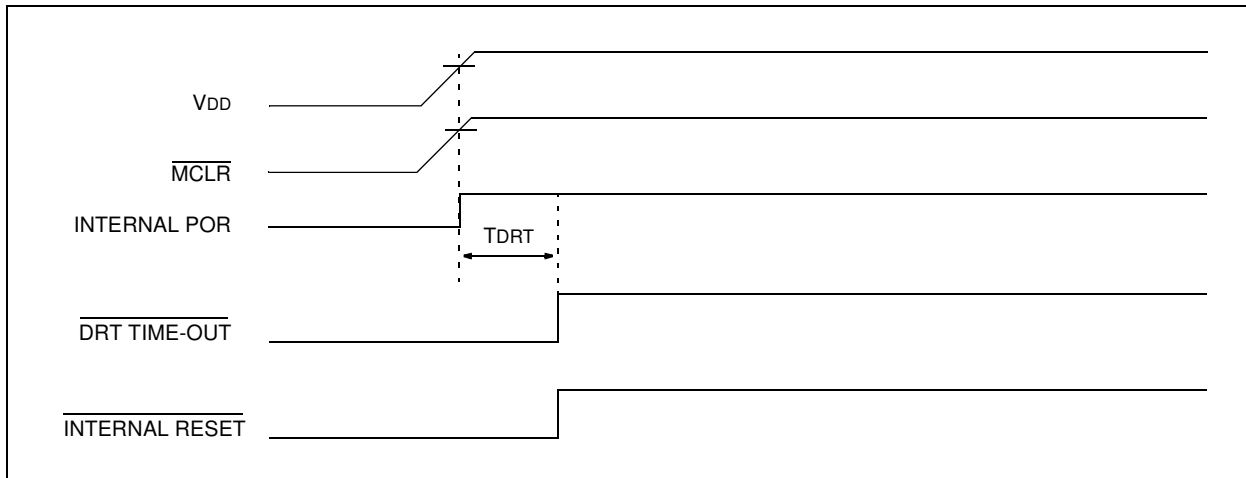 VDD
MCLR
INTERNAL POR
TDRT
DRT TIME-OUT
INTERNAL RESET